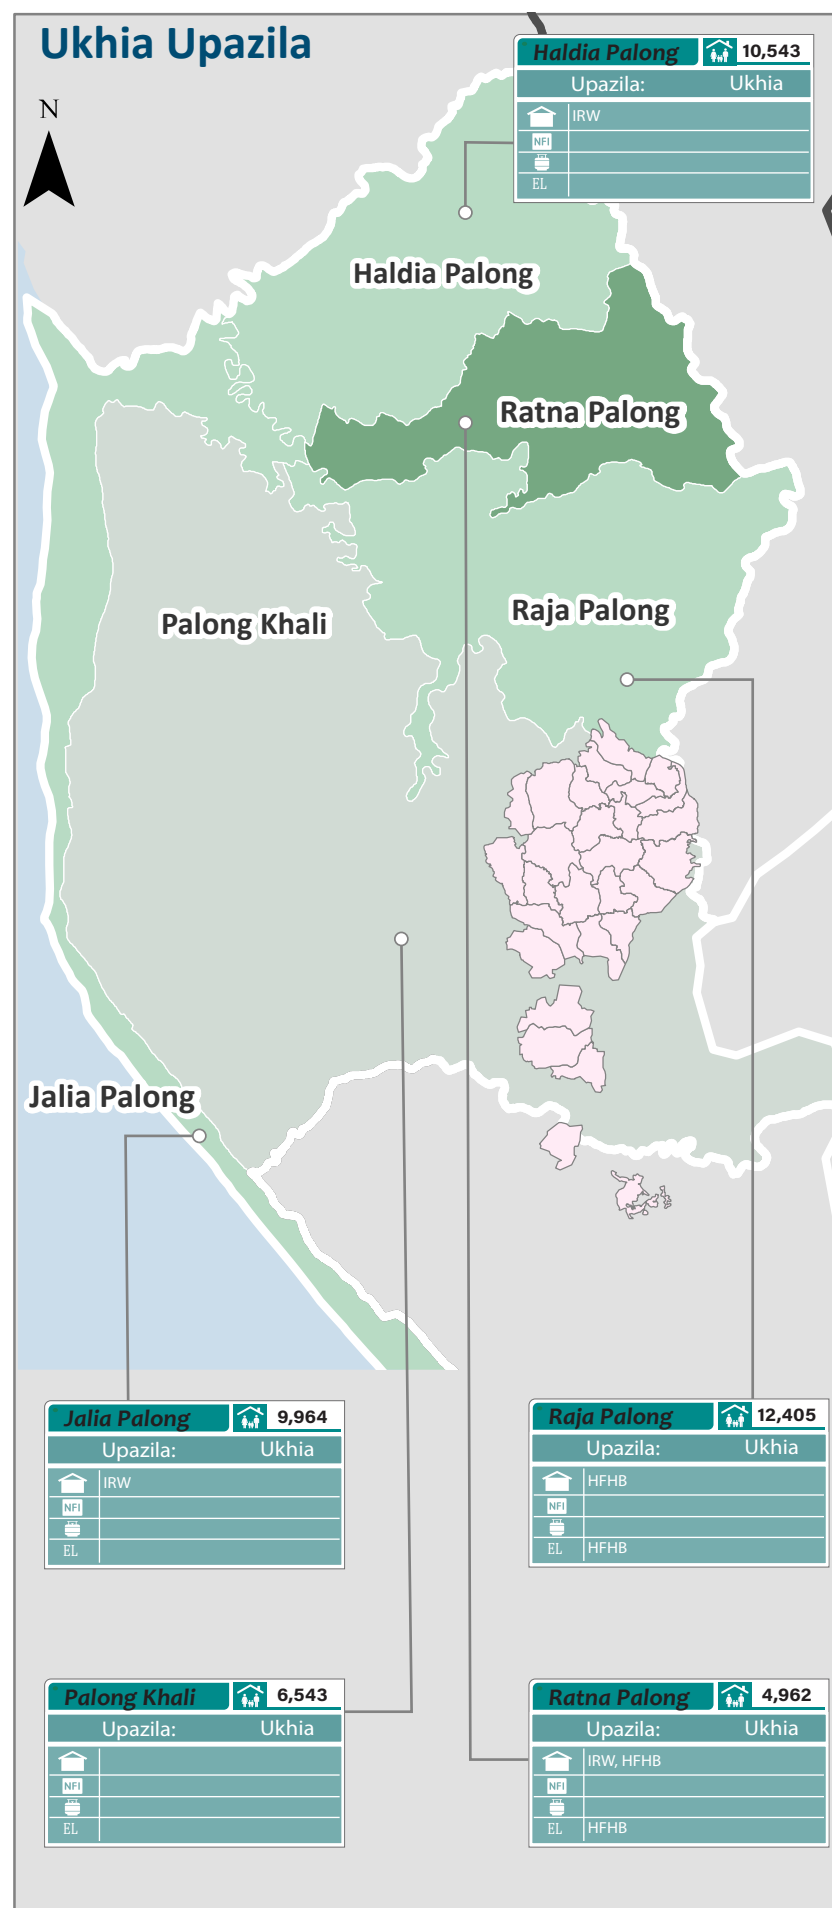 Ukhia Upazila
N
Haldia Palong 10,543
Upazila: Ukhia
IRW
NFI
EL
Haldia Palong
Ratna Palong
Palong Khali
Raja Palong
Jalia Palong
Jalia Palong 9,964
Upazila: Ukhia
IRW
NFI
EL
Raja Palong 12,405
Upazila: Ukhia
HFHB
NFI
EL HFHB
Palong Khali 6,543
Upazila: Ukhia
NFI
EL
Ratna Palong 4,962
Upazila: Ukhia
IRW, HFHB
NFI
EL HFHB